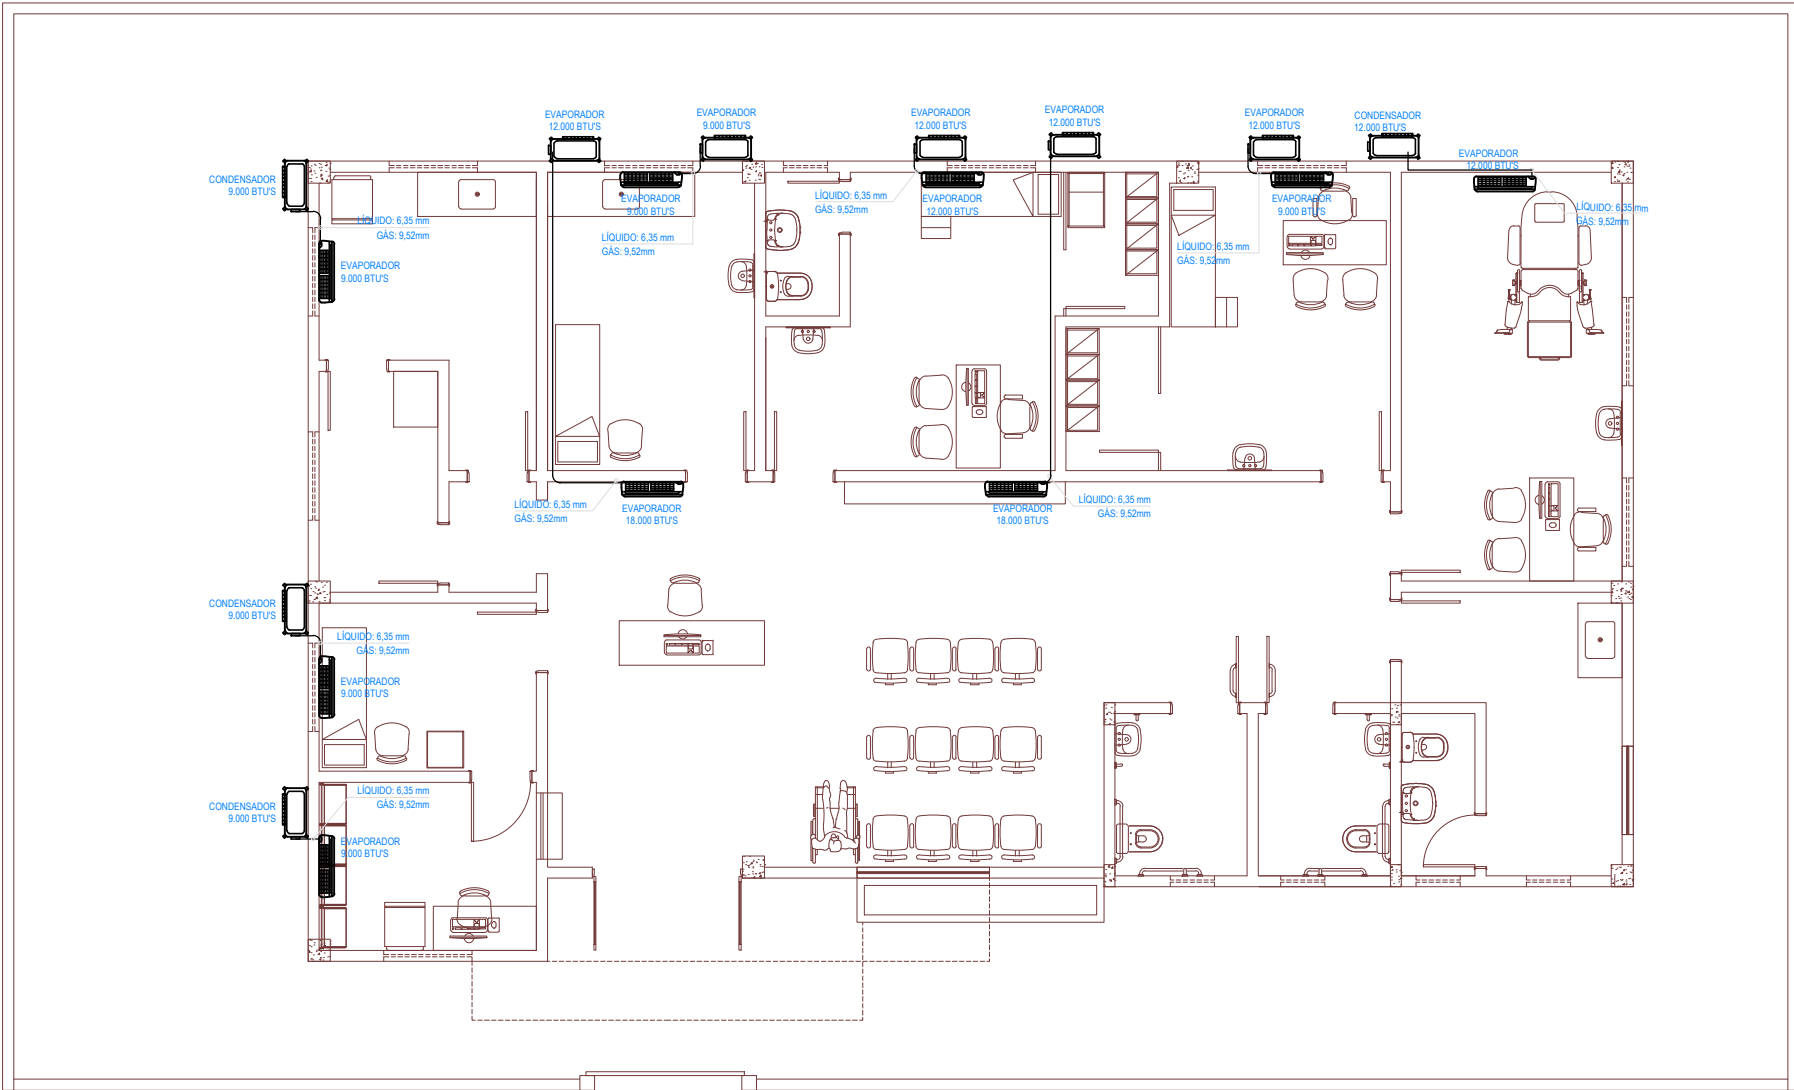 EVAPORADOR
12.000 BTU'S
EVAPORADOR
9.000 BTU'S
EVAPORADOR
12.000 BTU'S
EVAPORADOR
12.000 BTU'S
EVAPORADOR
12.000 BTU'S
CONDENSADOR
12.000 BTU'S
EVAPORADOR
12.000 BTU'S
CONDENSADOR
9.000 BTU'S
LÍQUIDO: 6,35 mm
GÁS: 9,52mm
EVAPORADOR
9.000 BTU'S
EVAPORADOR
9.000 BTU'S
LÍQUIDO: 6,35 mm
GÁS: 9,52mm
LÍQUIDO: 6,35 mm
GÁS: 9,52mm
EVAPORADOR
12.000 BTU'S
EVAPORADOR
9.000 BTU'S
LÍQUIDO: 6,35 mm
GÁS: 9,52mm
LÍQUIDO: 6,35 mm
GÁS: 9,52mm
LÍQUIDO: 6,35 mm
GÁS: 9,52mm
EVAPORADOR
18.000 BTU'S
EVAPORADOR
18.000 BTU'S
LÍQUIDO: 6,35 mm
GÁS: 9,52mm
CONDENSADOR
9.000 BTU'S
LÍQUIDO: 6,35 mm
GÁS: 9,52mm
EVAPORADOR
9.000 BTU'S
CONDENSADOR
9.000 BTU'S
LÍQUIDO: 6,35 mm
GÁS: 9,52mm
EVAPORADOR
9.000 BTU'S